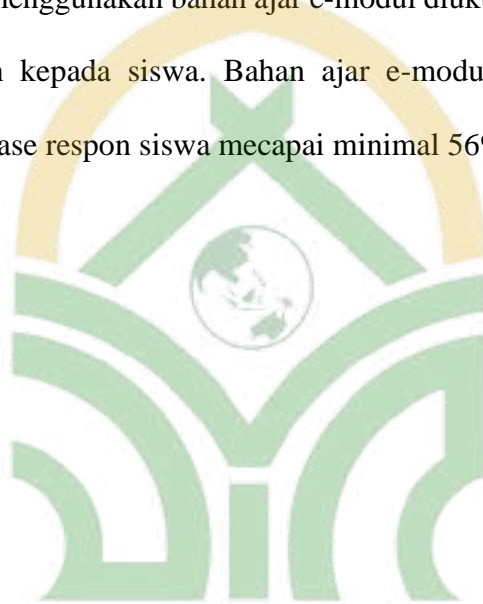 menggunakan bahan ajar e-modul diuk
kepada siswa. Bahan ajar e-modu
ase respon siswa mecapai minimal 56